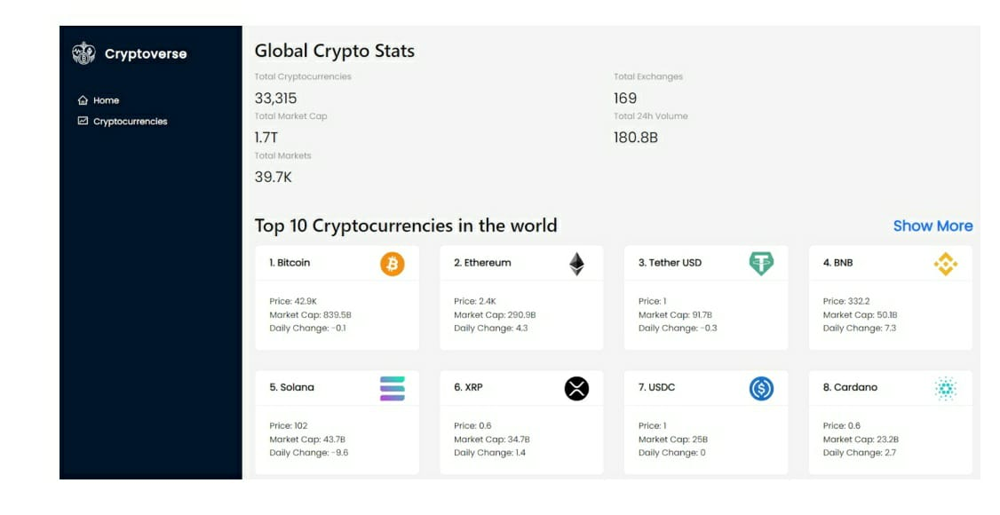 Cryptoverse
Home
Cryptocurrencies
Global Crypto Stats
Total Cryptocurrencies
33,315
Total Exchanges
169
Total Market Cap
1.7T
Total 24h Volume
180.8B
Total Markets
39.7K
Top 10 Cryptocurrencies in the world
Show More
1. Bitcoin
Price: 42.9K
Market Cap: 839.5B
Daily Change: -0.1
2. Ethereum
Price: 2.4K
Market Cap: 290.9B
Daily Change: 4.3
3. Tether USD
Price: 1
Market Cap: 91.7B
Daily Change: -0.3
4. BNB
Price: 332.2
Market Cap: 50.1B
Daily Change: 7.3
5. Solana
Price: 102
Market Cap: 43.7B
Daily Change: -9.6
6. XRP
Price: 0.6
Market Cap: 34.7B
Daily Change: 1.4
7. USDC
Price: 1
Market Cap: 25B
Daily Change: 0
8. Cardano
Price: 0.6
Market Cap: 23.2B
Daily Change: 2.7